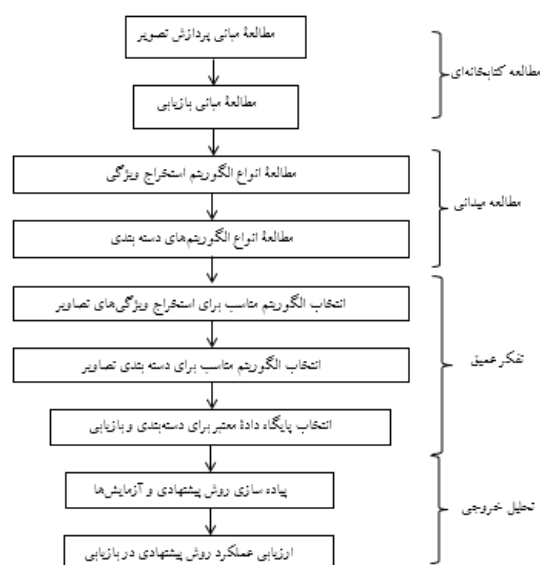 مطالعهٔ مبانی پردازش تصویر
مطالعه کتابخانه‌ای
مطالعهٔ مبانی بازیابی
مطالعهٔ انواع الگوریتم استخراج ویژگی
مطالعه میدانی
مطالعهٔ انواع الگوریتم‌های دسته بندی
انتخاب الگوریتم مناسب برای استخراج ویژگی‌های تصاویر
انتخاب الگوریتم مناسب برای دسته بندی تصاویر
تفکر عمیق
انتخاب پایگاه دادهٔ معتبر برای دسته‌بندی و بازیابی
پیاده سازی روش پیشنهادی و آزمایش‌ها
تحلیل خروجی
ارزیابی عملکرد روش پیشنهادی در بازیابی